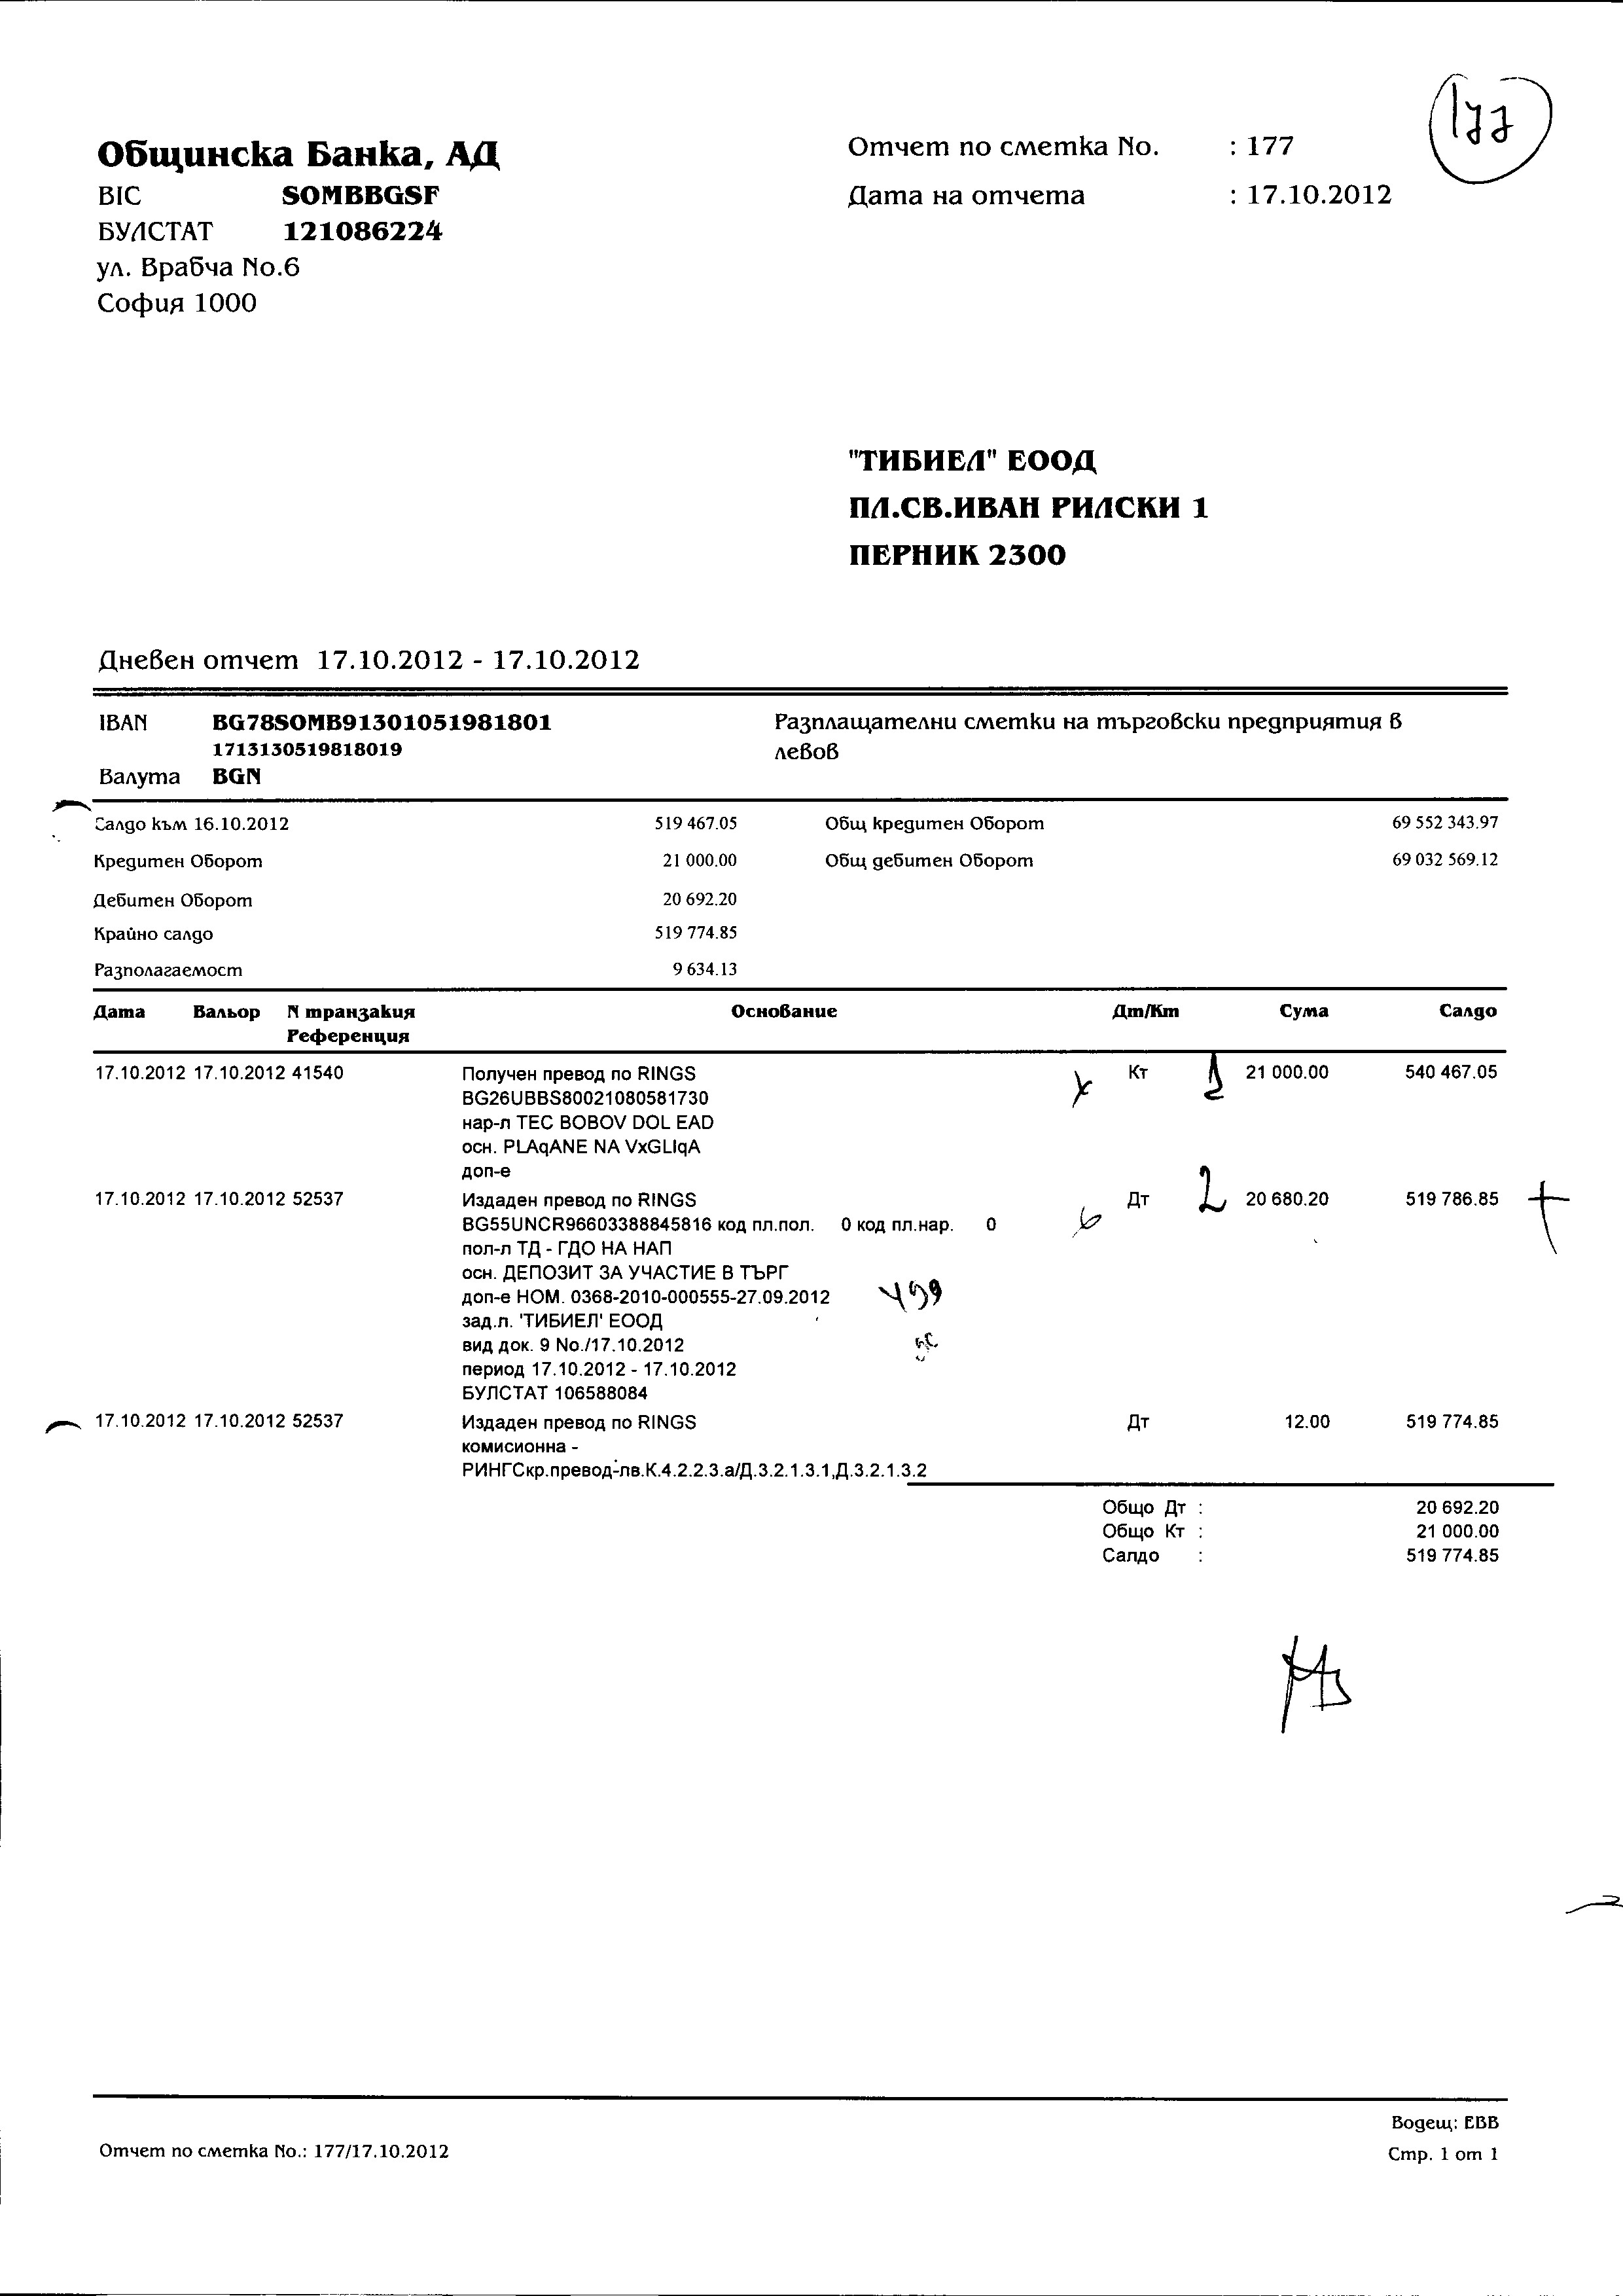 177
Общинска Банка, АД
BIC SOMBBGSF
БУЛСТАТ 121086224
ул. Врабча No.6
София 1000
Отчет по сметка No. : 177
Дата на отчета : 17.10.2012
"ТИБИЕЛ" ЕООД
ПЛ.СВ.ИВАН РИЛСКИ 1
ПЕРНИК 2300
Дневен отчет 17.10.2012 - 17.10.2012
IBAN BG78SOMB91301051981801 Разплащателни сметки на търговски предприятия в
1713130519818019 левов
Валута BGN
Салдо към 16.10.2012 519 467.05 Общ кредитен Оборот 69 552 343.97
Кредитен Оборот 21 000.00 Общ дебитен Оборот 69 032 569.12
Дебитен Оборот 20 692.20
Крайно салдо 519 774.85
Разполагаемост 9 634.13
Дата Вальор N транзакция Основание Дт/Кт Сума Салдо
Референция
17.10.2012 17.10.2012 41540 Получен превод по RINGS Кт 1 21 000.00 540 467.05
BG26UBBS80021080581730
нар-л TEC BOBOV DOL EAD
осн. PLAqANE NA VxGLIqA
доп-е
17.10.2012 17.10.2012 52537 Издаден превод по RINGS Дт 2 20 680.20 519 786.85
BG55UNCR96603388845816 код пл.пол. 0 код пл.нар. 0
пол-л ТД - ГДО НА НАП
осн. ДЕПОЗИТ ЗА УЧАСТИЕ В ТЪРГ
доп-е НОМ. 0368-2010-000555-27.09.2012
зад.л. 'ТИБИЕЛ' ЕООД
вид док. 9 No./17.10.2012
период 17.10.2012 - 17.10.2012
БУЛСТАТ 106588084
17.10.2012 17.10.2012 52537 Издаден превод по RINGS Дт 12.00 519 774.85
комисионна -
РИНГСкр.превод-лв.К.4.2.2.3.а/Д.3.2.1.3.1,Д.3.2.1.3.2
Общо Дт : 20 692.20
Общо Кт : 21 000.00
Салдо : 519 774.85
Водещ: ЕВВ
Отчет по сметка No.: 177/17.10.2012 Стр. 1 от 1